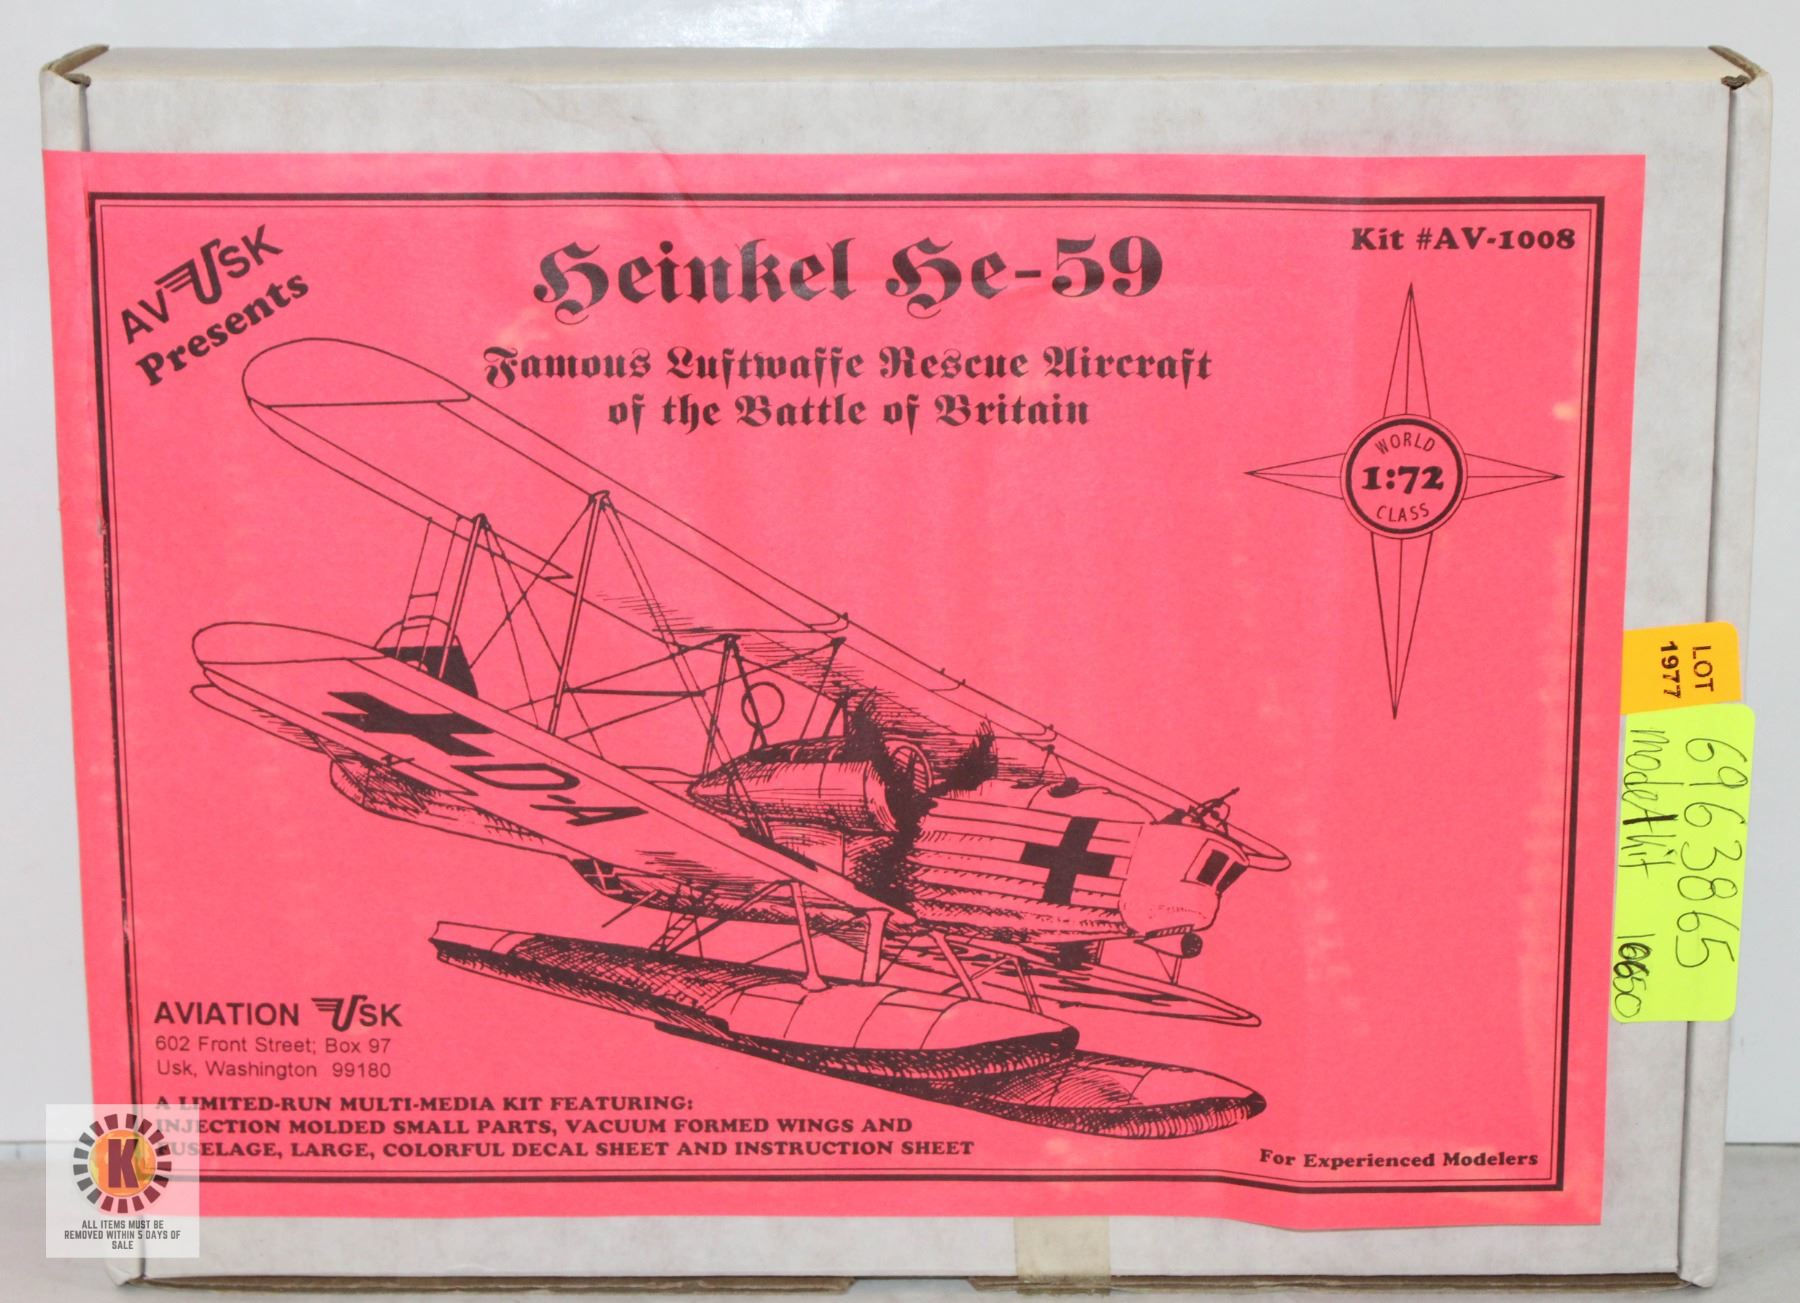 AV USK
Presents
Heinkel He-59
Famous Luftwaffe Rescue Aircraft
of the Battle of Britain
Kit #AV-1008
WORLD
1:72
CLASS
D-A
LOT
1977
6963865
model kit
AVIATION USK
602 Front Street; Box 97
Usk, Washington 99180
A LIMITED-RUN MULTI-MEDIA KIT FEATURING:
INJECTION MOLDED SMALL PARTS, VACUUM FORMED WINGS AND
FUSELAGE, LARGE, COLORFUL DECAL SHEET AND INSTRUCTION SHEET
For Experienced Modelers
K
ALL ITEMS MUST BE
REMOVED WITHIN 5 DAYS OF
SALE